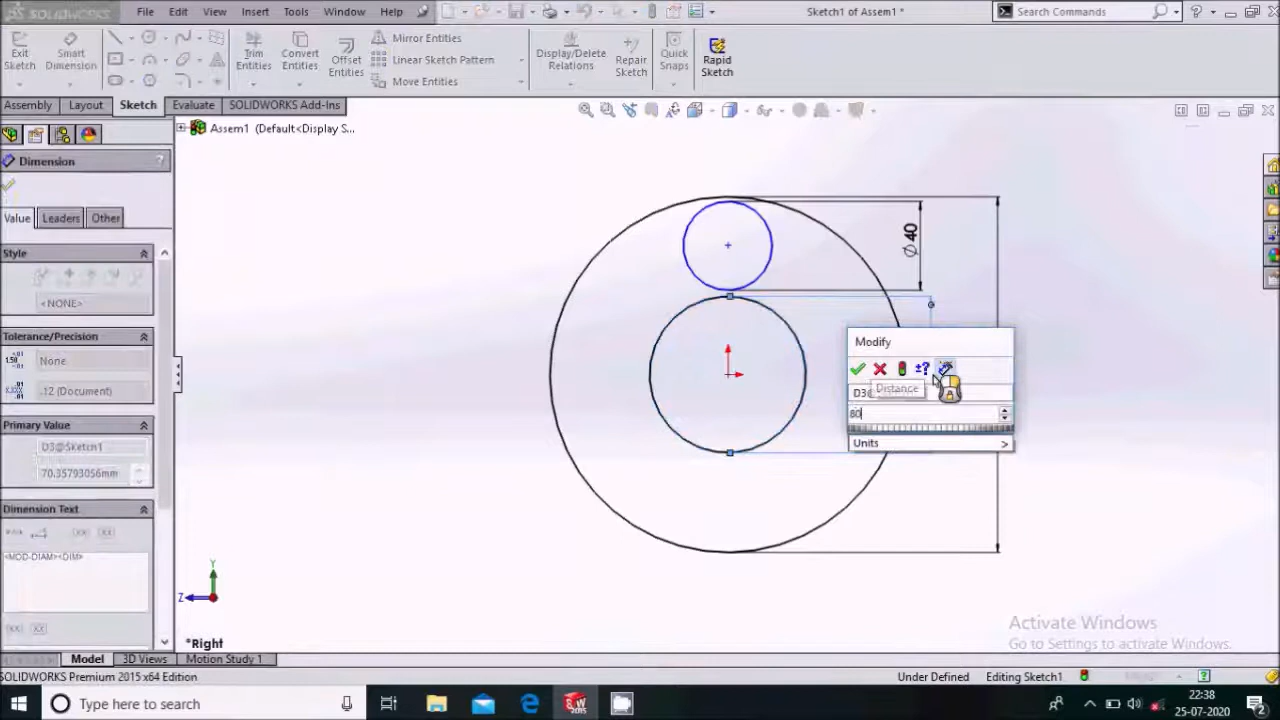 SOLIDWORKS
File Edit View Insert Tools Window Help
Sketch1 of Assem1 *
Search Commands
Exit Sketch
Smart Dimension
Trim Entities
Convert Entities
Offset Entities
Mirror Entities
Linear Sketch Pattern
Move Entities
Display/Delete Relations
Repair Sketch
Quick Snaps
Rapid Sketch
Assembly Layout Sketch Evaluate SOLIDWORKS Add-Ins
Assem1 (Default<Display S...
Dimension ?
Value Leaders Other
Style
<NONE>
Tolerance/Precision
None
.12 (Document)
Primary Value
D3@Sketch1
70.35793056mm
Dimension Text
<MOD-DIAM><DIM>
Ø 40
Modify
Distance
D3@
80
Units >
Y
Z
*Right
Activate Windows
Go to Settings to activate Windows.
Model 3D Views Motion Study 1
SOLIDWORKS Premium 2015 x64 Edition
Under Defined Editing Sketch1
Type here to search
22:38
25-07-2020